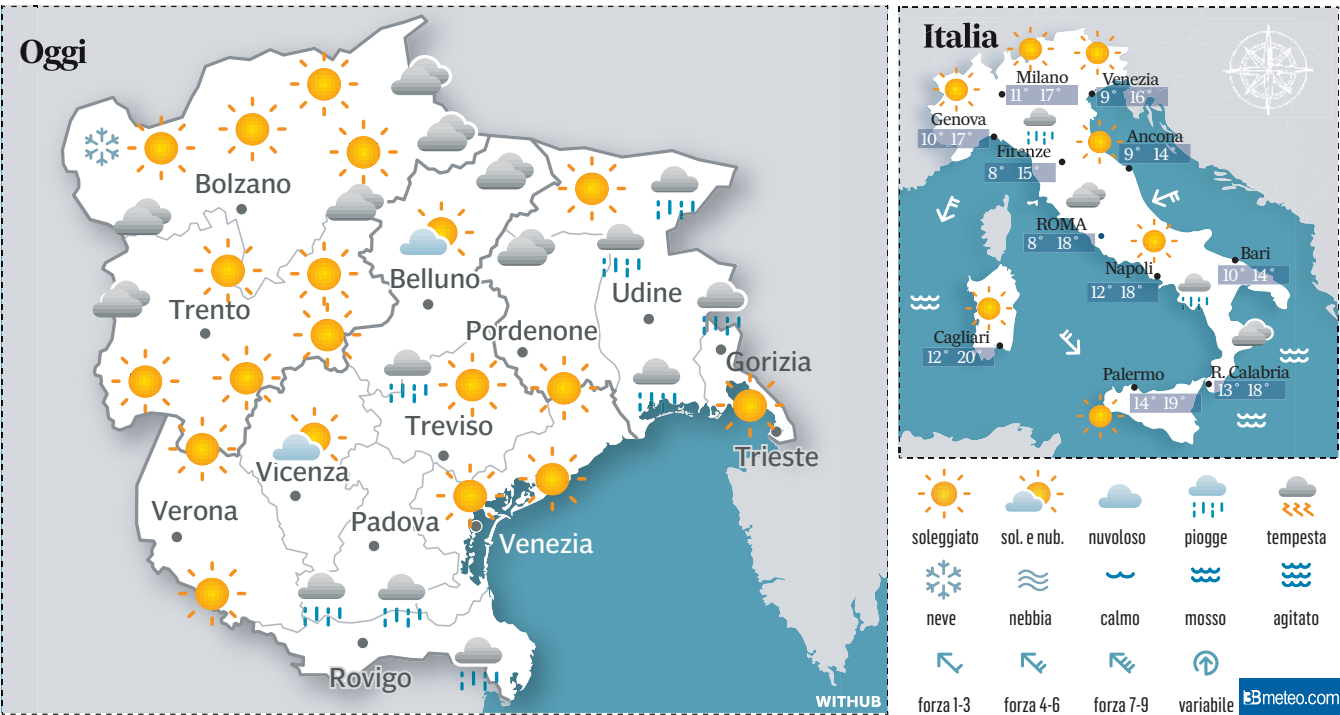 Oggi
Bolzano
Trento
Belluno
Pordenone
Udine
Gorizia
Trieste
Treviso
Vicenza
Verona
Padova
Venezia
Rovigo
WITHUB
Italia
Milano
11° 17°
Venezia
9° 16°
Genova
10° 17°
Firenze
8° 15°
Ancona
9° 14°
ROMA
8° 18°
Napoli
12° 18°
Bari
10° 14°
Cagliari
12° 20°
Palermo
14° 19°
R. Calabria
13° 18°
soleggiato
sol. e nub.
nuvoloso
piogge
tempesta
neve
nebbia
calmo
mosso
agitato
forza 1-3
forza 4-6
forza 7-9
variabile
3Bmeteo.com